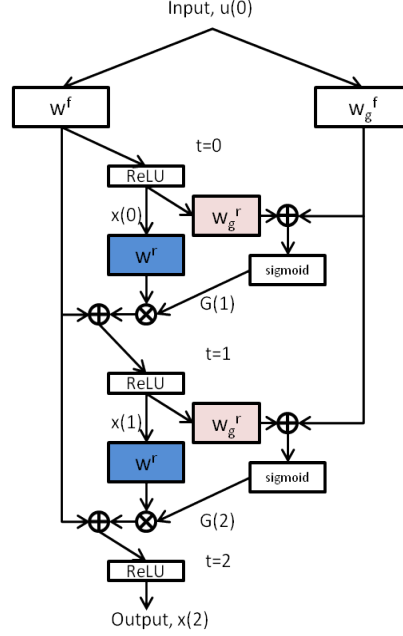 Input, u(0)
w^f
w_g^f
t=0
ReLU
x(0)
w_g^r
w^r
sigmoid
G(1)
t=1
ReLU
x(1)
w_g^r
w^r
sigmoid
G(2)
t=2
ReLU
Output, x(2)